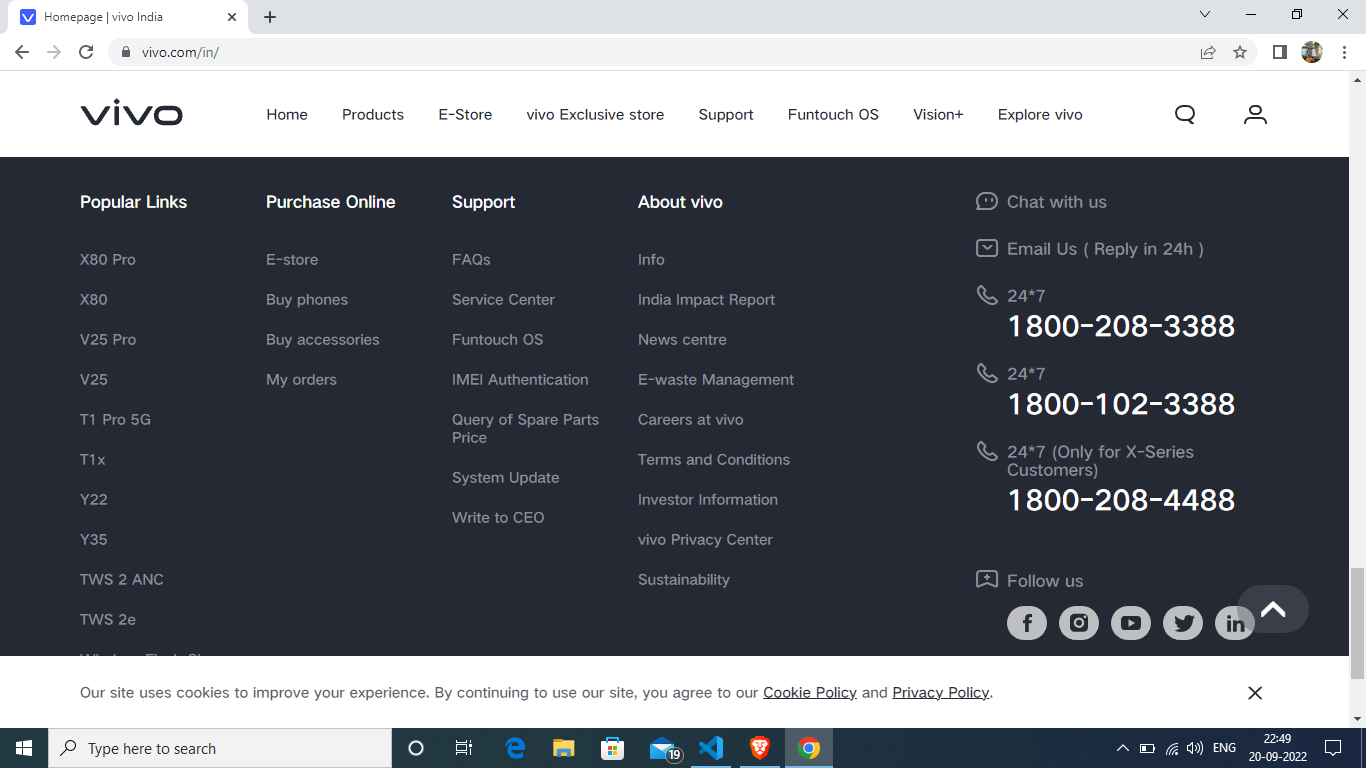 Homepage | vivo India
vivo.com/in/
vivo
Home
Products
E-Store
vivo Exclusive store
Support
Funtouch OS
Vision+
Explore vivo
Popular Links
X80 Pro
X80
V25 Pro
V25
T1 Pro 5G
T1x
Y22
Y35
TWS 2 ANC
TWS 2e
Purchase Online
E-store
Buy phones
Buy accessories
My orders
Support
FAQs
Service Center
Funtouch OS
IMEI Authentication
Query of Spare Parts
Price
System Update
Write to CEO
About vivo
Info
India Impact Report
News centre
E-waste Management
Careers at vivo
Terms and Conditions
Investor Information
vivo Privacy Center
Sustainability
Chat with us
Email Us ( Reply in 24h )
24*7
1800-208-3388
24*7
1800-102-3388
24*7 (Only for X-Series
Customers)
1800-208-4488
Follow us
Our site uses cookies to improve your experience. By continuing to use our site, you agree to our Cookie Policy and Privacy Policy.
Type here to search
19
ENG
22:49
20-09-2022